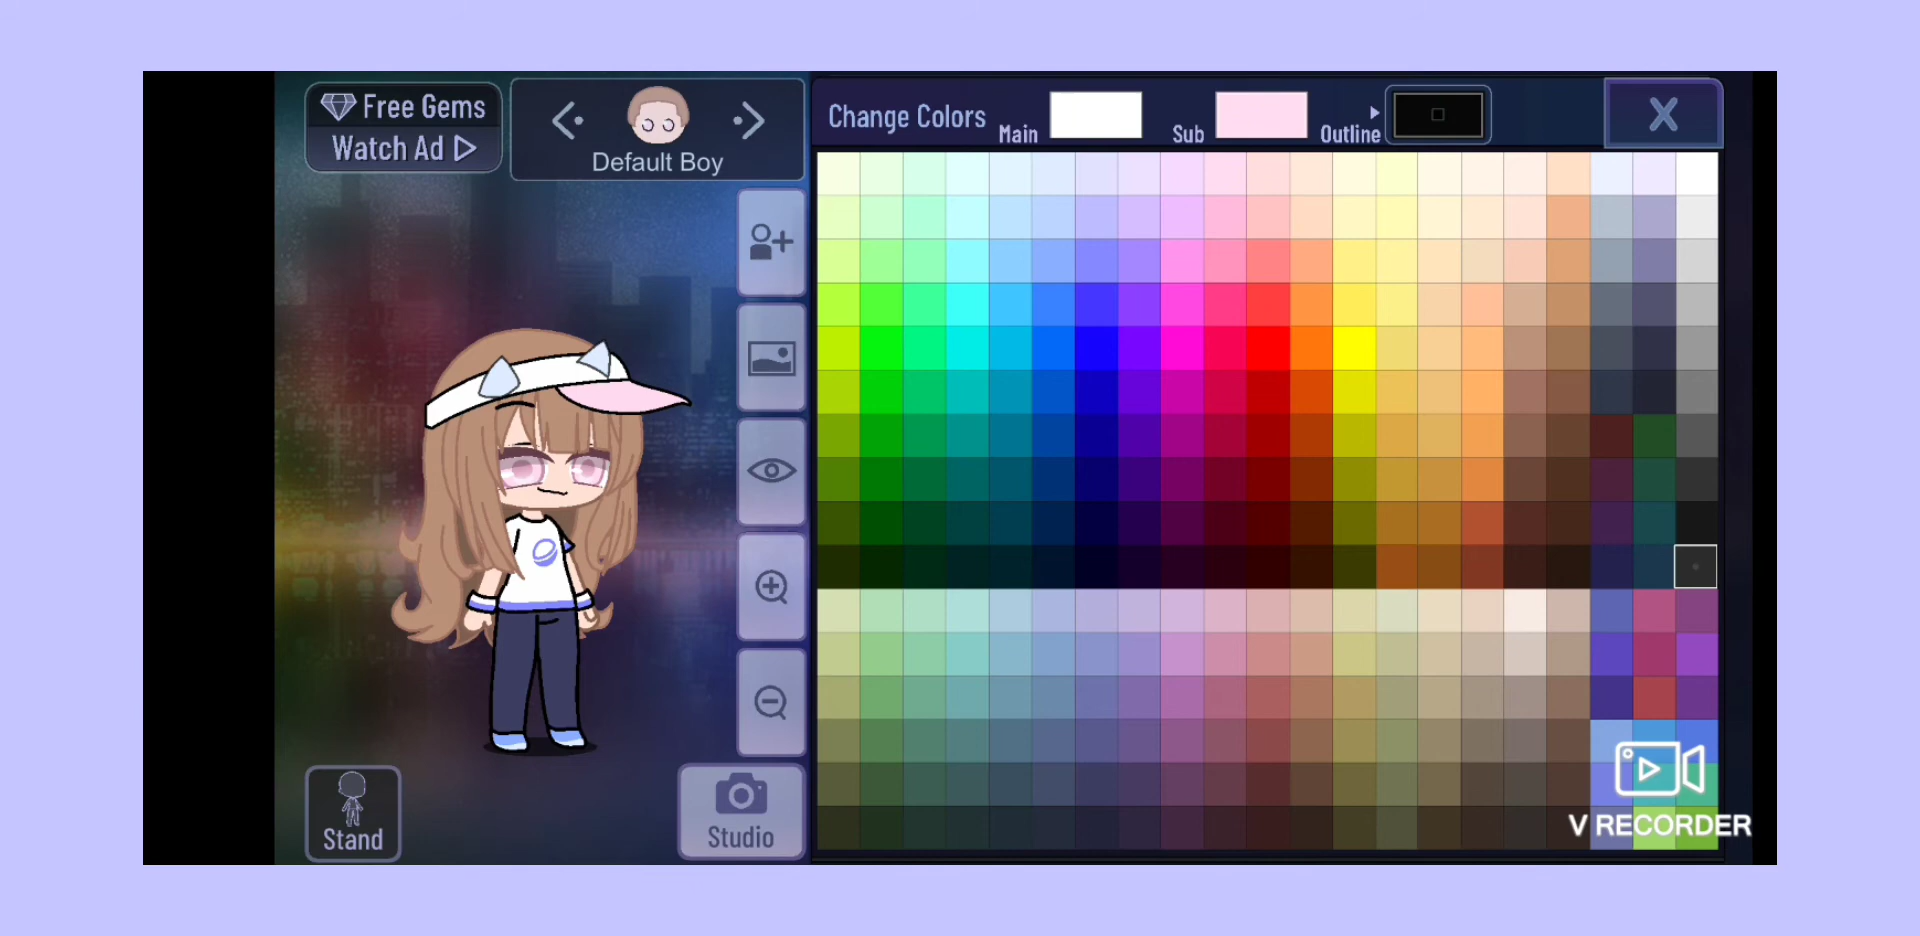 Free Gems
Watch Ad
Default Boy
Change Colors
Main
Sub
Outline
X
Stand
Studio
V RECORDER